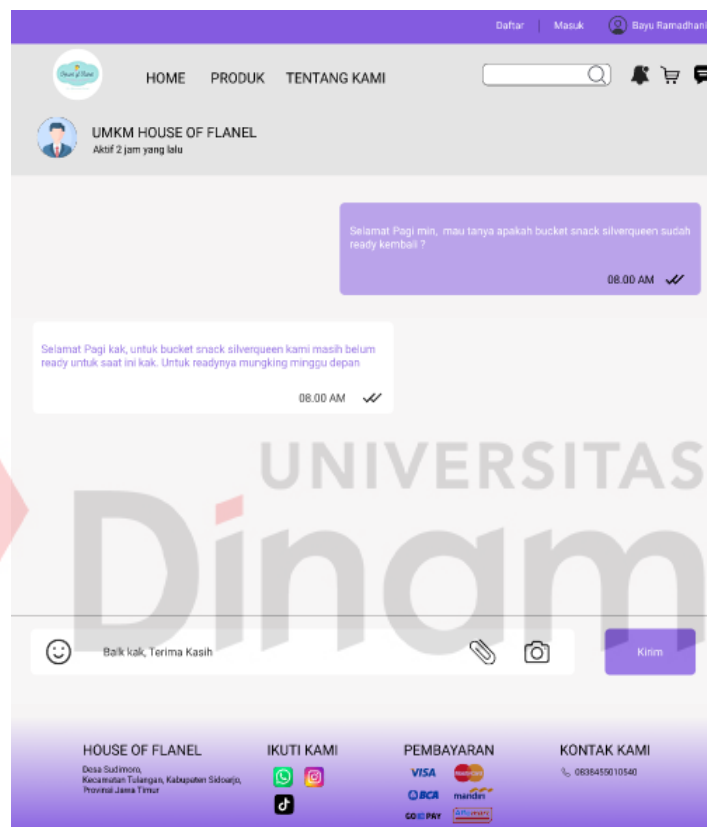 Daftar | Masuk Bayu Ramadhani
HOME PRODUK TENTANG KAMI
UMKM HOUSE OF FLANEL
Aktif 2 jam yang lalu
Selamat Pagi min, mau tanya apakah bucket snack silverqueen sudah
ready kembali ?
08.00 AM
Selamat Pagi kak, untuk bucket snack silverqueen kami masih belum
ready untuk saat ini kak. Untuk readynya mungking minggu depan
08.00 AM
UNIVERSITAS
Dinam
Baik kak, Terima Kasih
Kirim
HOUSE OF FLANEL
Desa Sudimoro,
Kecamatan Tulangan, Kabupaten Sidoarjo,
Provinsi Jawa Timur
IKUTI KAMI
PEMBAYARAN
VISA MasterCard
BCA mandiri
GOPAY Alfamart
KONTAK KAMI
0838455010540